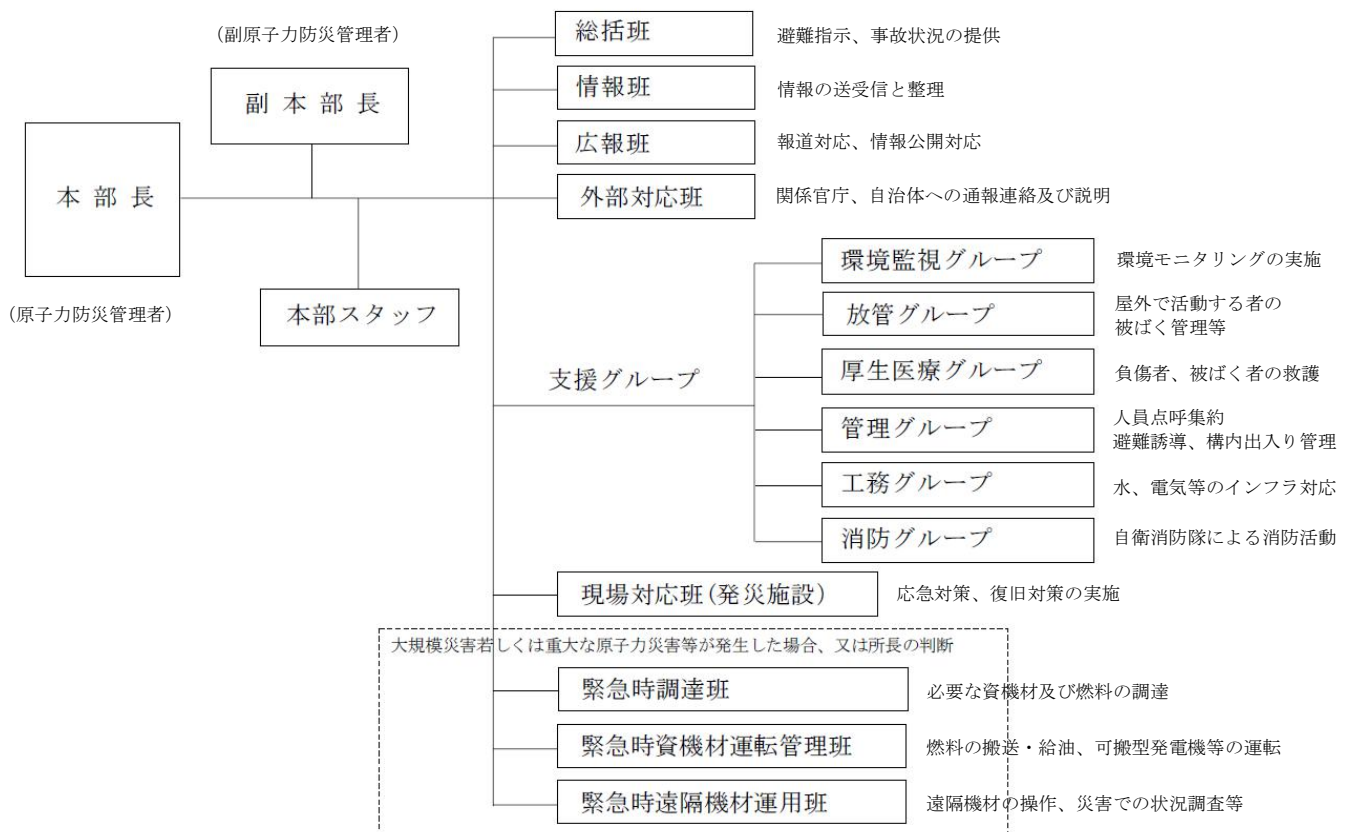 (副原子力防災管理者)
副 本 部 長
本 部 長
(原子力防災管理者)
本部スタッフ
総括班
避難指示、事故状況の提供
情報班
情報の送受信と整理
広報班
報道対応、情報公開対応
外部対応班
関係官庁、自治体への通報連絡及び説明
支援グループ
環境監視グループ
環境モニタリングの実施
放管グループ
屋外で活動する者の
被ばく管理等
厚生医療グループ
負傷者、被ばく者の救護
管理グループ
人員点呼集約
避難誘導、構内出入り管理
工務グループ
水、電気等のインフラ対応
消防グループ
自衛消防隊による消防活動
現場対応班(発災施設)
応急対策、復旧対策の実施
大規模災害若しくは重大な原子力災害等が発生した場合、又は所長の判断
緊急時調達班
必要な資機材及び燃料の調達
緊急時資機材運転管理班
燃料の搬送・給油、可搬型発電機等の運転
緊急時遠隔機材運用班
遠隔機材の操作、災害での状況調査等